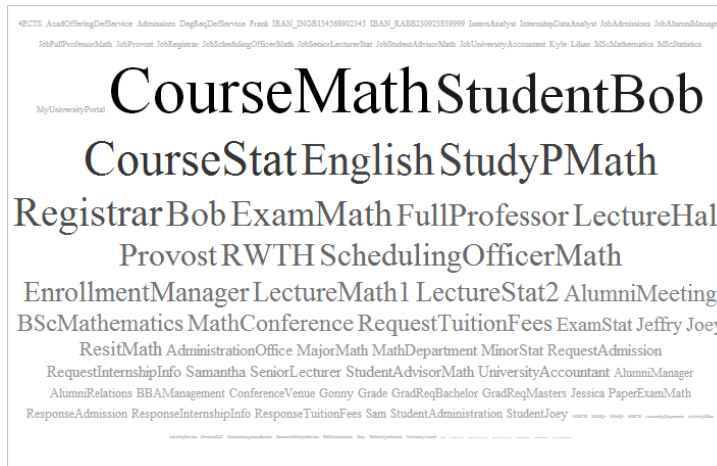 4ECTS AcadOfferingDefService Admissions DegReqDefService Frank IBAN_INGB134568902345 IBAN_RABB230923839999 InternAnalyst InternshipDataAnalyst JobAdmissions JobAlumniManage
JobFullProfessorMath JobProvost JobRegistrar JobSchedulingOfficerMath JobSeniorLecturerStat JobStudentAdvisorMath JobUniversityAccountant Kyle Lilian MScMathematics MScStatistics
MyUniversityPortal CourseMath StudentBob
CourseStat English StudyPMath
Registrar Bob ExamMath FullProfessor LectureHal
Provost RWTH SchedulingOfficerMath
EnrollmentManager LectureMath1 LectureStat2 AlumniMeeting
BScMathematics MathConference RequestTuitionFees ExamStat Jeffry Joey
ResitMath AdministrationOffice MajorMath MathDepartment MinorStat RequestAdmission
RequestInternshipInfo Samantha SeniorLecturer StudentAdvisorMath UniversityAccountant AlumniManager
AlumniRelations BBAManagement ConferenceVenue Gonny Grade GradReqBachelor GradReqMasters Jessica PaperExamMath
ResponseAdmission ResponseInternshipInfo ResponseTuitionFees Sam StudentAdministration StudentJoey